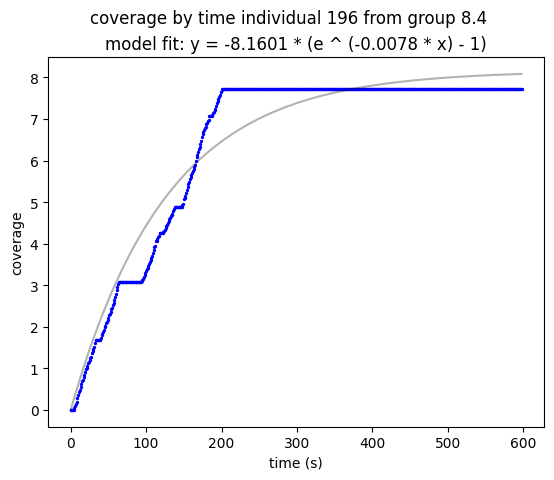 coverage by time individual 196 from group 8.4
model fit: y = -8.1601 * (e ^ (-0.0078 * x) - 1)
8
7
6
5
4
3
2
1
0
coverage
0 100 200 300 400 500 600
time (s)